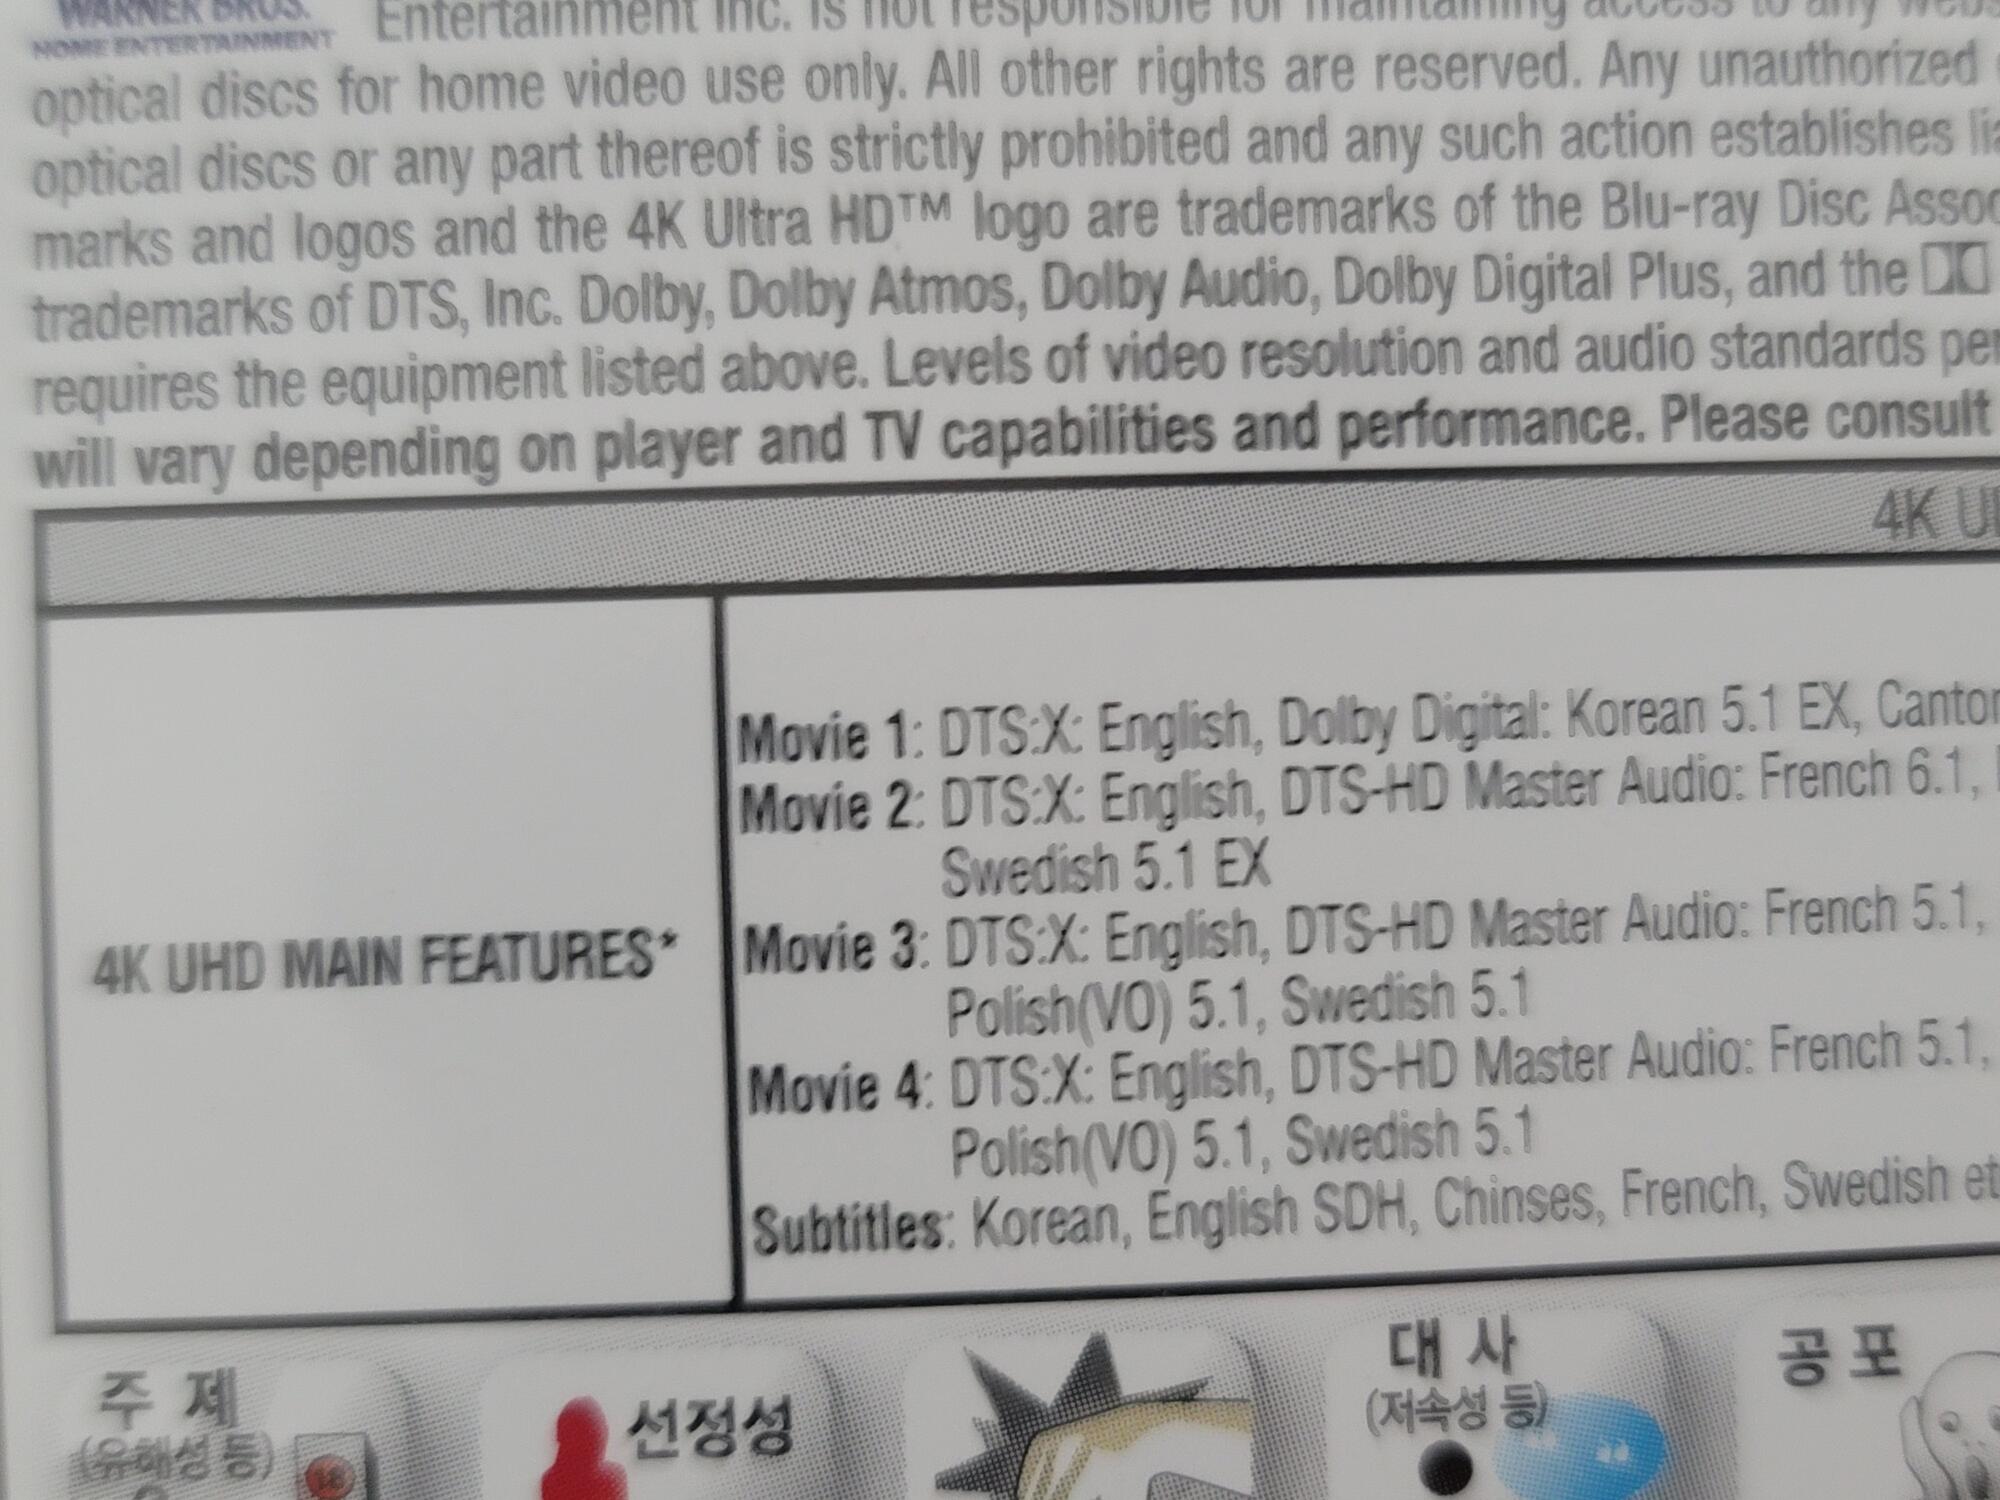 WARNER BROS.
HOME ENTERTAINMENT
Entertainment Inc. is not responsible for maintaining access to any
optical discs for home video use only. All other rights are reserved. Any unauthorized
optical discs or any part thereof is strictly prohibited and any such action establishes
marks and logos and the 4K Ultra HD™ logo are trademarks of the Blu-ray Disc Assoc
trademarks of DTS, Inc. Dolby, Dolby Atmos, Dolby Audio, Dolby Digital Plus, and the
requires the equipment listed above. Levels of video resolution and audio standards
will vary depending on player and TV capabilities and performance. Please consult
4K
4K UHD MAIN FEATURES*
Movie 1: DTS:X: English, Dolby Digital: Korean 5.1 EX, Canton
Movie 2: DTS:X: English, DTS-HD Master Audio: French 6.1,
Swedish 5.1 EX
Movie 3: DTS:X: English, DTS-HD Master Audio: French 5.1,
Polish(VO) 5.1, Swedish 5.1
Movie 4: DTS:X: English, DTS-HD Master Audio: French 5.1,
Polish(VO) 5.1, Swedish 5.1
Subtitles: Korean, English SDH, Chinses, French, Swedish et
주 제
(유해성 등)
18
선정성
대 사
(저속성 등)
공 포